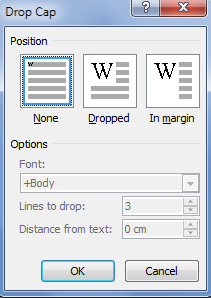 Drop Cap
Position
W W W
None Dropped In margin
Options
Font:
+Body
Lines to drop: 3
Distance from text: 0 cm
OK Cancel